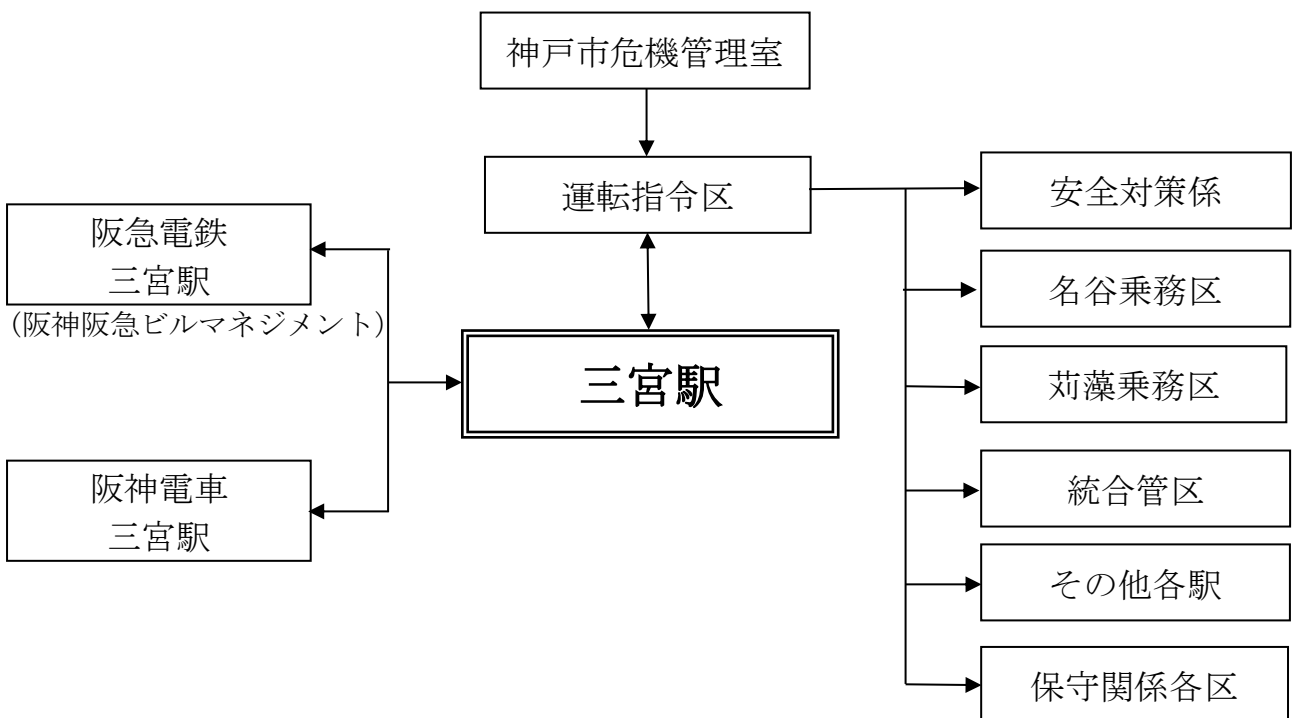 神戸市危機管理室
運転指令区
安全対策係
阪急電鉄
三宮駅
（阪神阪急ビルマネジメント）
名谷乗務区
三宮駅
苅藻乗務区
阪神電車
三宮駅
統合管区
その他各駅
保守関係各区